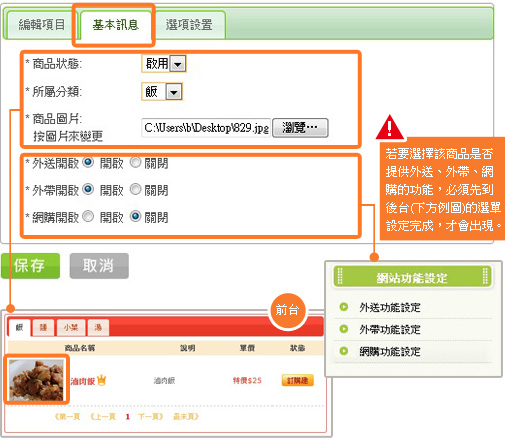 編輯項目 基本訊息 選項設置
* 商品狀態: 啟用
* 所屬分類: 飯
* 商品圖片: 按圖片來變更 C:\Users\b\Desktop\829.jpg 瀏覽…
* 外送開啟 開啟 關閉
* 外帶開啟 開啟 關閉
* 網購開啟 開啟 關閉
若要選擇該商品是否
提供外送、外帶、網
購的功能，必須先到
後台(下方例圖)的選單
設定完成，才會出現。
保存 取消
網站功能設定
外送功能設定
外帶功能設定
網購功能設定
前台
飯 麵 小菜 湯
商品名稱 說明 單價 狀態
滷肉飯 滷肉飯 特價$25 訂購建
《第一頁 《上一頁 1 下一頁》 最末頁》